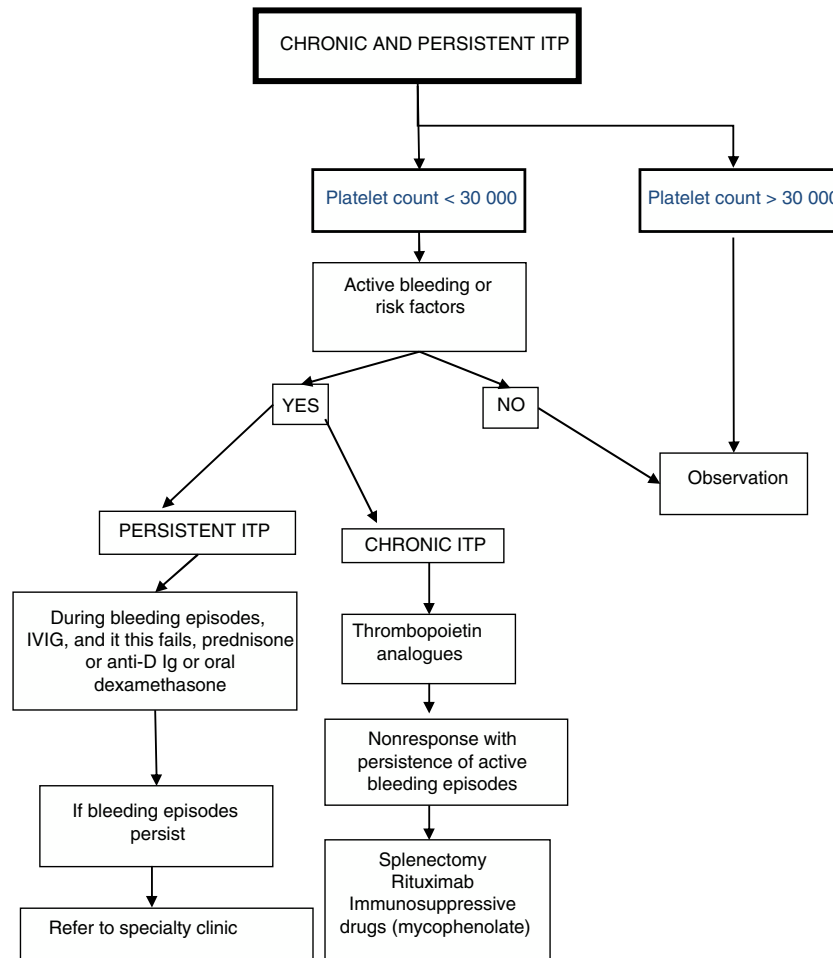 CHRONIC AND PERSISTENT ITP
Platelet count < 30 000
Platelet count > 30 000
Active bleeding or
risk factors
YES
NO
Observation
PERSISTENT ITP
CHRONIC ITP
During bleeding episodes,
IVIG, and it this fails, prednisone
or anti-D Ig or oral
dexamethasone
Thrombopoietin
analogues
Nonresponse with
persistence of active
bleeding episodes
If bleeding episodes
persist
Splenectomy
Rituximab
Immunosuppressive
drugs (mycophenolate)
Refer to specialty clinic